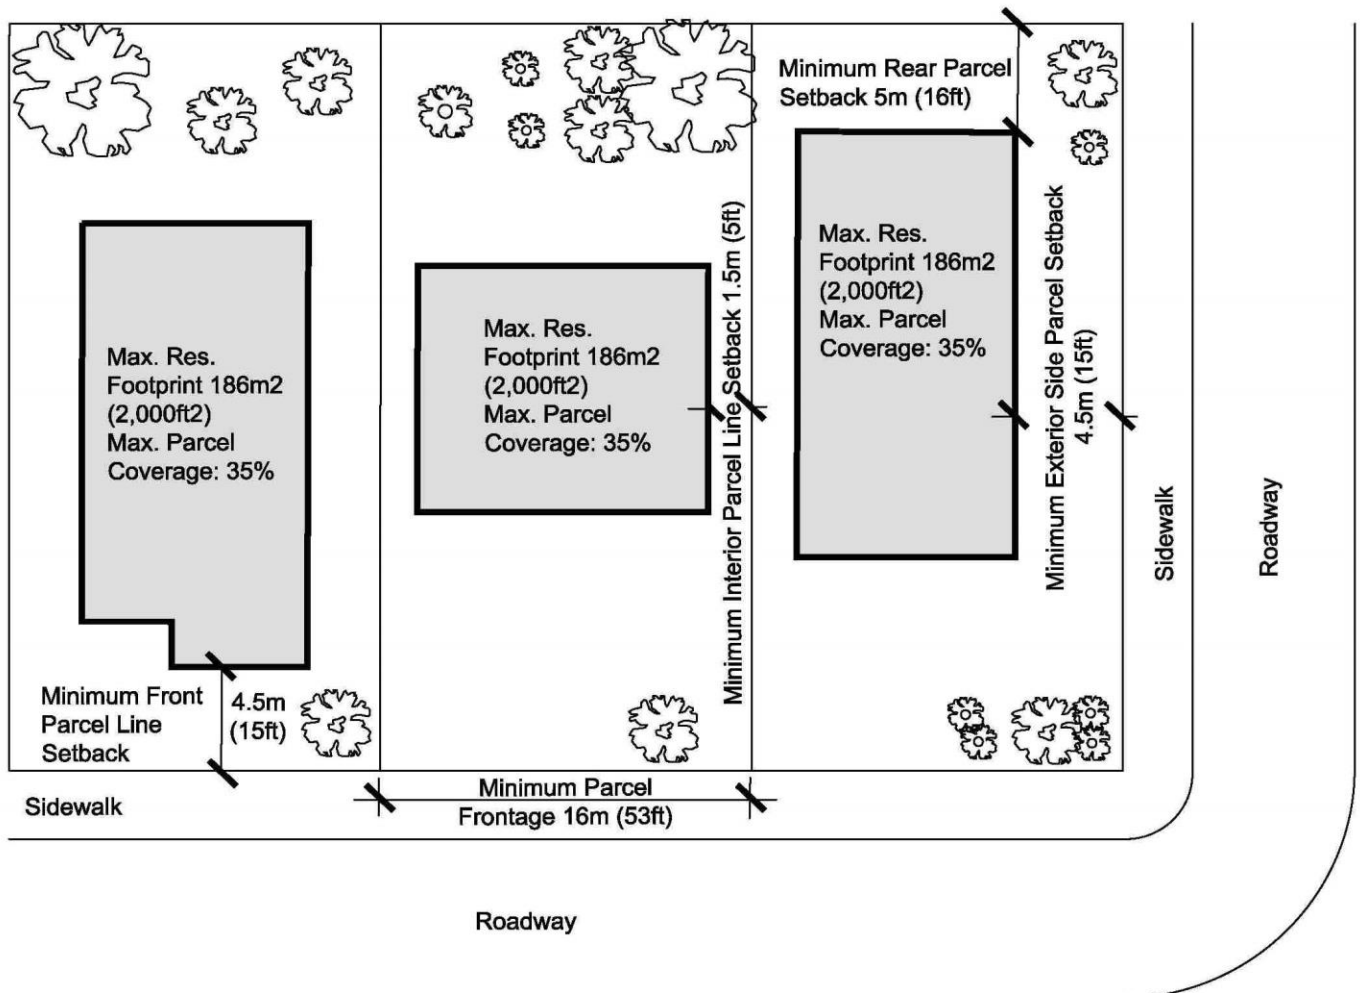 Minimum Rear Parcel
Setback 5m (16ft)
Max. Res.
Footprint 186m2
(2,000ft2)
Max. Parcel
Coverage: 35%
Max. Res.
Footprint 186m2
(2,000ft2)
Max. Parcel
Coverage: 35%
Minimum Interior Parcel Line Setback 1.5m (5ft)
Max. Res.
Footprint 186m2
(2,000ft2)
Max. Parcel
Coverage: 35%
Minimum Exterior Side Parcel Setback
4.5m (15ft)
Sidewalk
Roadway
Minimum Front
Parcel Line
Setback
4.5m
(15ft)
Sidewalk
Minimum Parcel
Frontage 16m (53ft)
Roadway